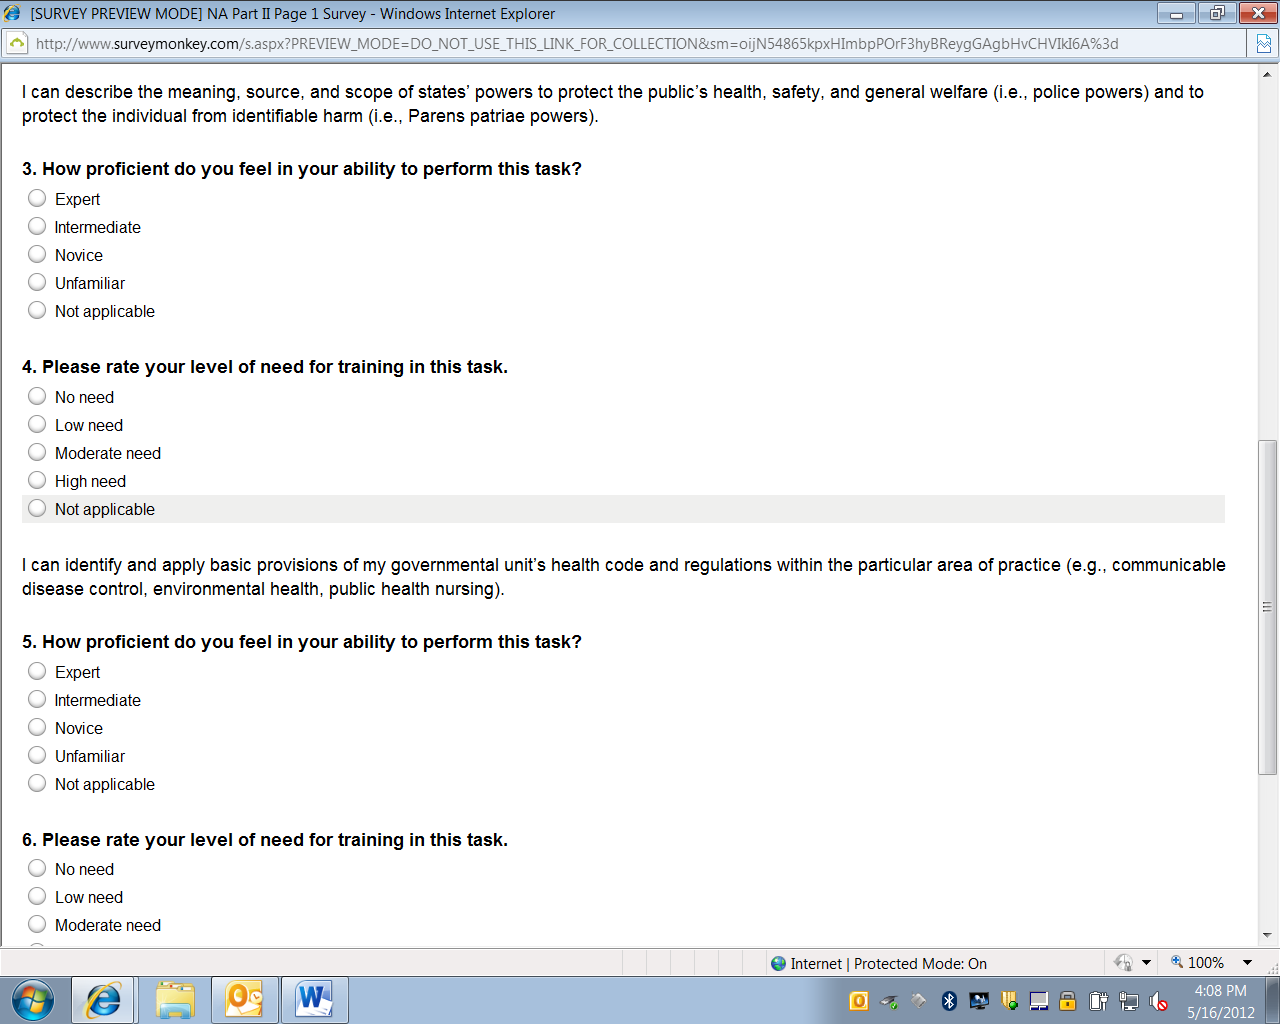 [SURVEY PREVIEW MODE] NA Part II Page 1 Survey - Windows Internet Explorer
http://www.surveymonkey.com/s.aspx?PREVIEW_MODE=DO_NOT_USE_THIS_LINK_FOR_COLLECTION&sm=oijN54865kpxHImbpPOrF3hyBReygGAgbHvCHVIkI6A%3d
I can describe the meaning, source, and scope of states’ powers to protect the public’s health, safety, and general welfare (i.e., police powers) and to
protect the individual from identifiable harm (i.e., Parens patriae powers).
3. How proficient do you feel in your ability to perform this task?
Expert
Intermediate
Novice
Unfamiliar
Not applicable
4. Please rate your level of need for training in this task.
No need
Low need
Moderate need
High need
Not applicable
I can identify and apply basic provisions of my governmental unit’s health code and regulations within the particular area of practice (e.g., communicable
disease control, environmental health, public health nursing).
5. How proficient do you feel in your ability to perform this task?
Expert
Intermediate
Novice
Unfamiliar
Not applicable
6. Please rate your level of need for training in this task.
No need
Low need
Moderate need
Internet | Protected Mode: On
100%
4:08 PM
5/16/2012